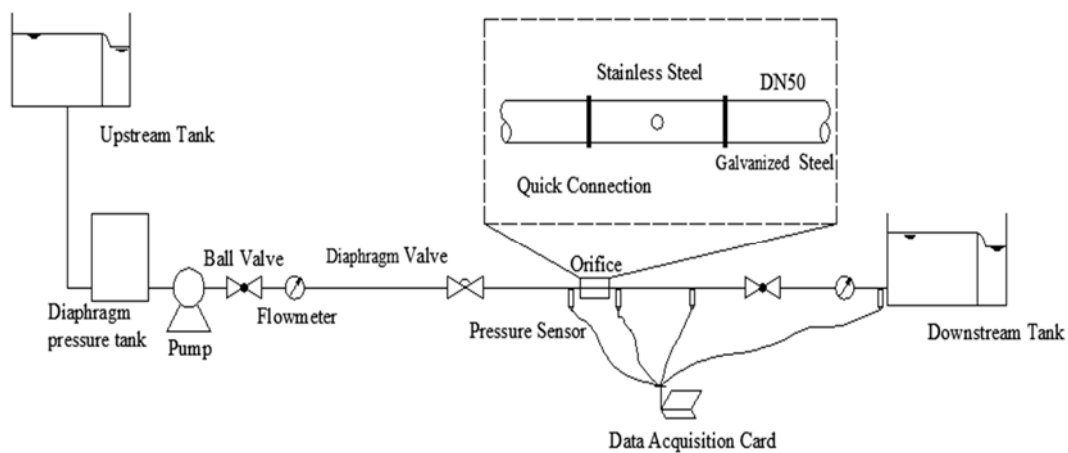 Stainless Steel
DN50
Galvanized Steel
Quick Connection
Upstream Tank
Ball Valve
Diaphragm Valve
Orifice
Diaphragm
pressure tank
Pump
Flowmeter
Pressure Sensor
Downstream Tank
Data Acquisition Card